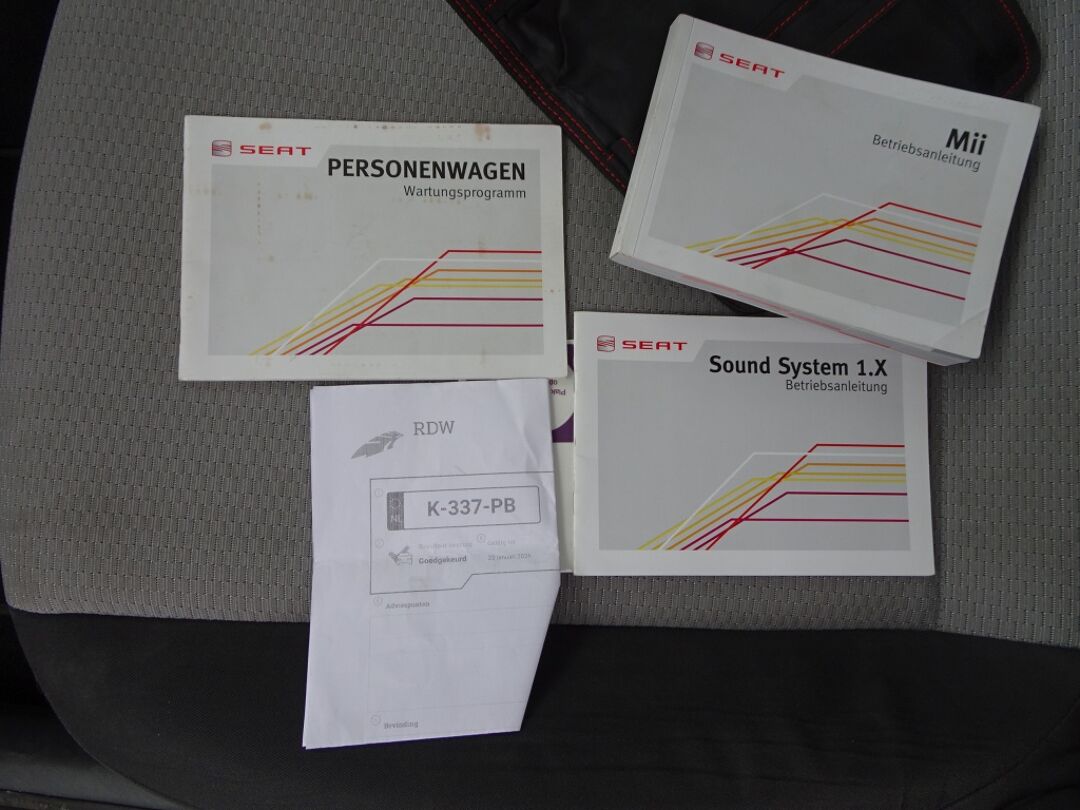 SEAT
PERSONENWAGEN
Wartungsprogramm
SEAT
Mii
Betriebsanleitung
SEAT
Sound System 1.X
Betriebsanleitung
RDW
NL
K-337-PB
Goedgekeurd
Adviespunten
Bevinding